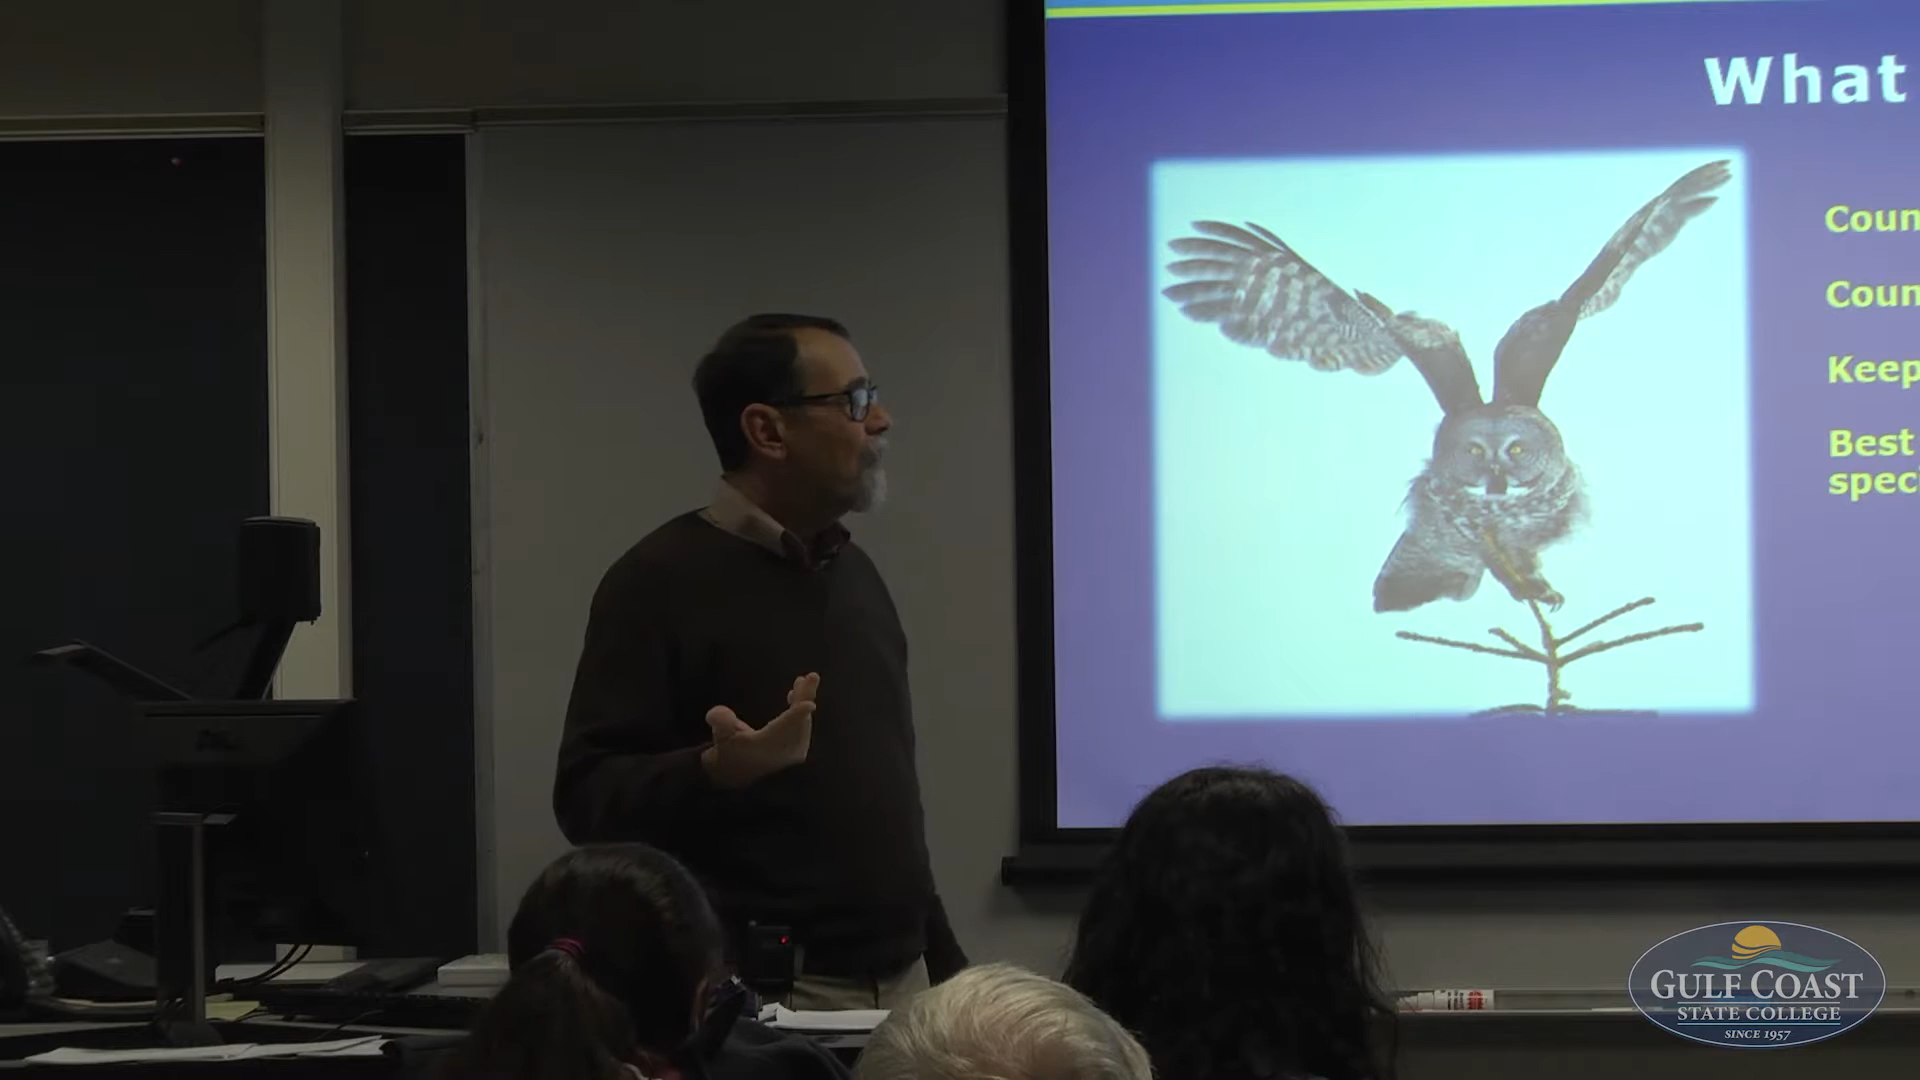 What
Coun
Coun
Keep
Best
spec
GULF COAST
STATE COLLEGE
SINCE 1957